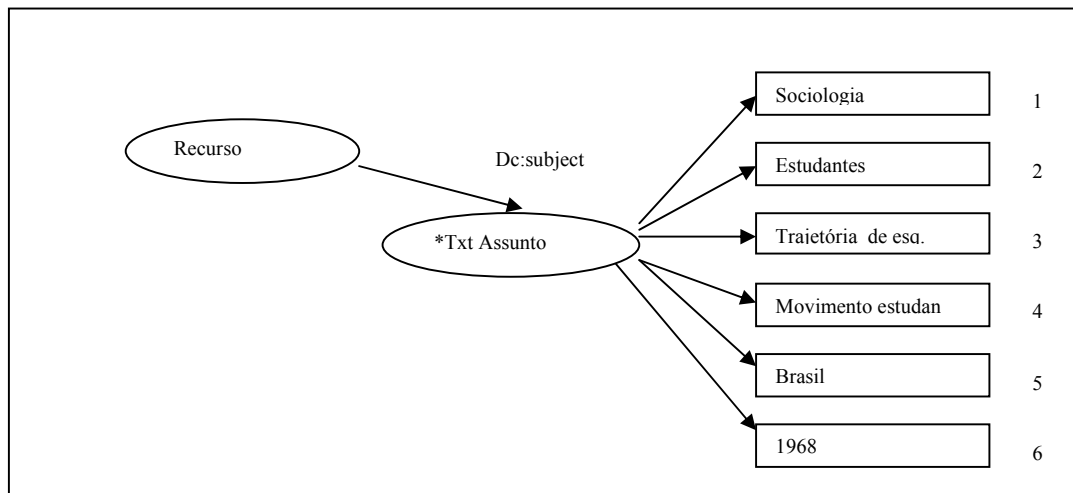 Recurso
Dc:subject
*Txt Assunto
Sociologia 1
Estudantes 2
Trajetória de esq. 3
Movimento estudan 4
Brasil 5
1968 6